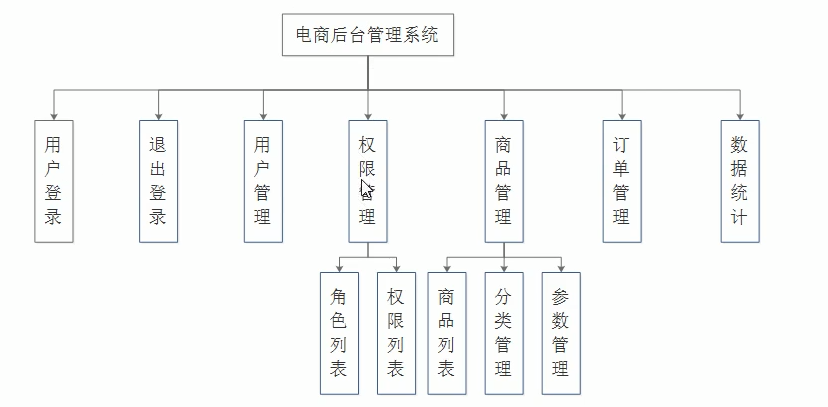 电商后台管理系统
用户登录
退出登录
用户管理
权限管理
商品管理
订单管理
数据统计
角色列表
权限列表
商品列表
分类管理
参数管理